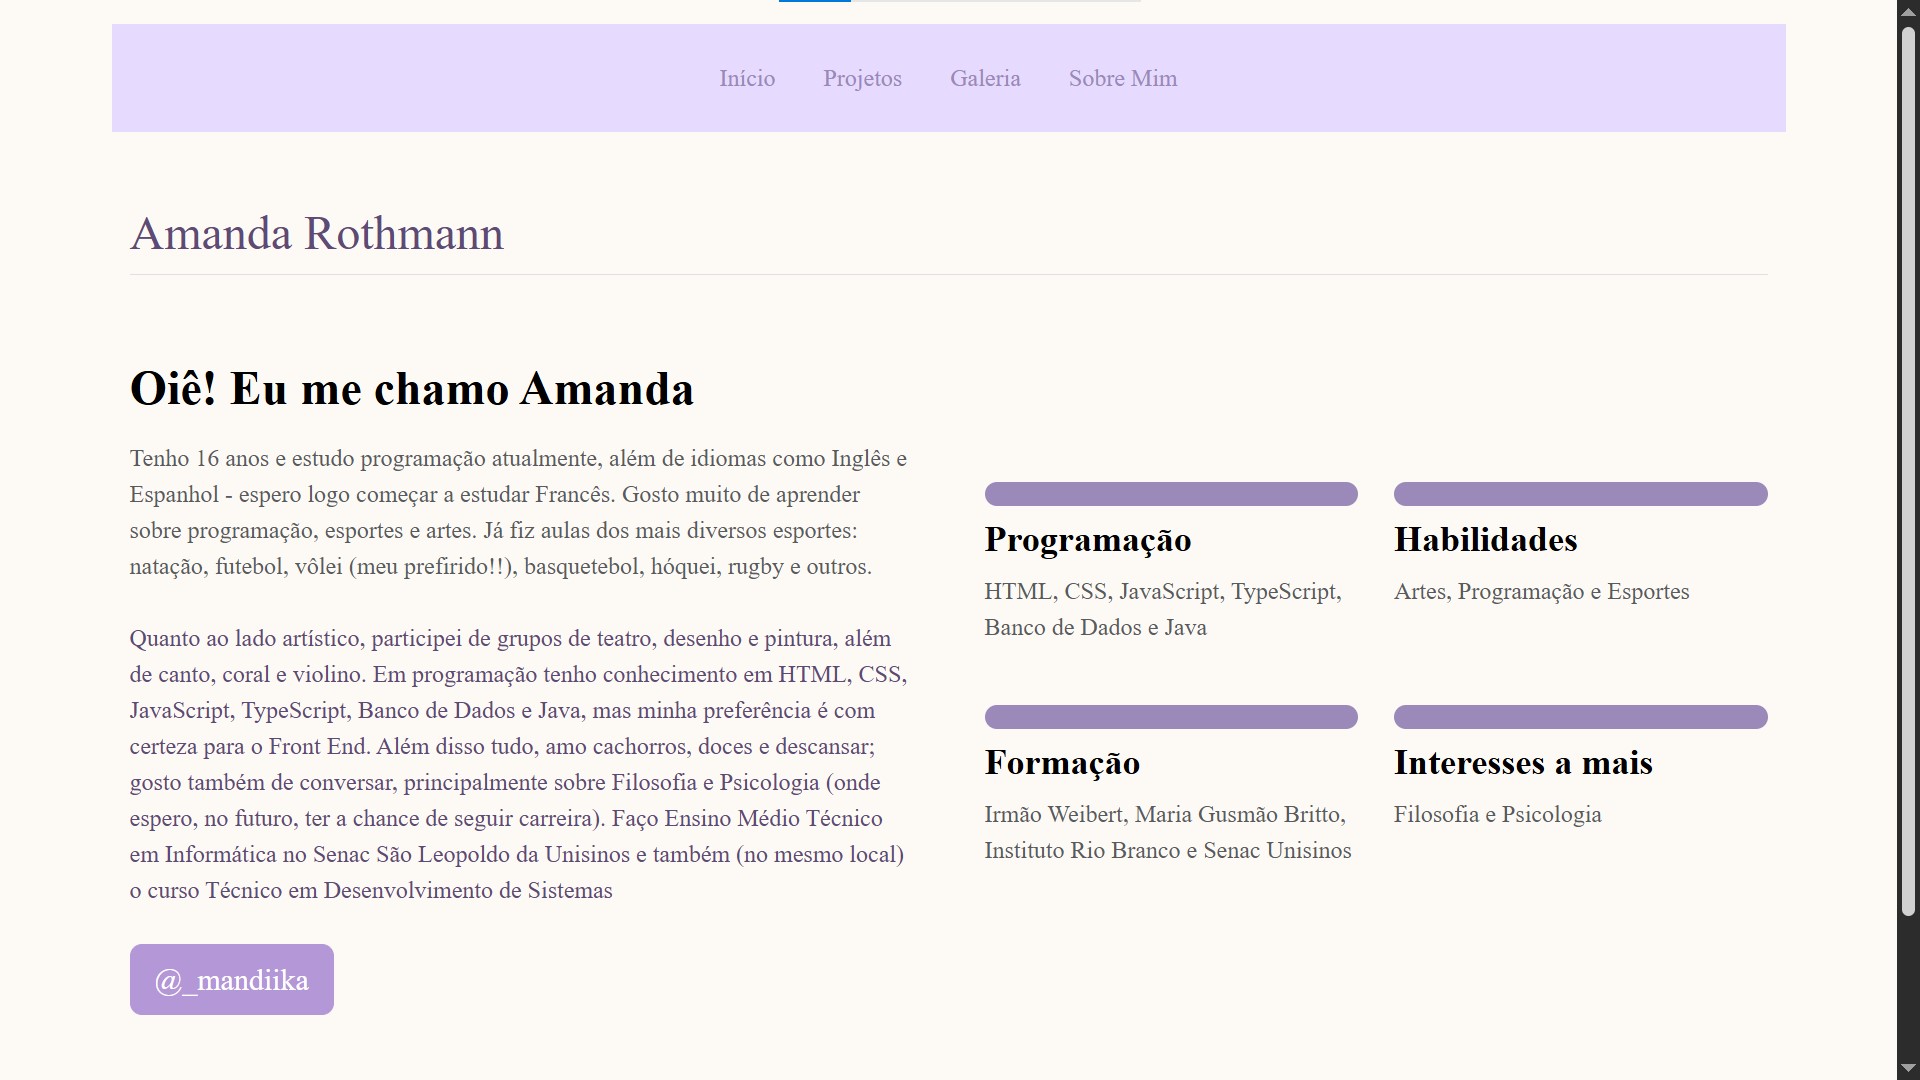 Início Projetos Galeria Sobre Mim
Amanda Rothmann
Oiê! Eu me chamo Amanda
Tenho 16 anos e estudo programação atualmente, além de idiomas como Inglês e
Espanhol - espero logo começar a estudar Francês. Gosto muito de aprender
sobre programação, esportes e artes. Já fiz aulas dos mais diversos esportes:
natação, futebol, vôlei (meu prefirido!!), basquetebol, hóquei, rugby e outros.
Quanto ao lado artístico, participei de grupos de teatro, desenho e pintura, além
de canto, coral e violino. Em programação tenho conhecimento em HTML, CSS,
JavaScript, TypeScript, Banco de Dados e Java, mas minha preferência é com
certeza para o Front End. Além disso tudo, amo cachorros, doces e descansar;
gosto também de conversar, principalmente sobre Filosofia e Psicologia (onde
espero, no futuro, ter a chance de seguir carreira). Faço Ensino Médio Técnico
em Informática no Senac São Leopoldo da Unisinos e também (no mesmo local)
o curso Técnico em Desenvolvimento de Sistemas
@_mandiika
Programação
HTML, CSS, JavaScript, TypeScript,
Banco de Dados e Java
Habilidades
Artes, Programação e Esportes
Formação
Irmão Weibert, Maria Gusmão Britto,
Instituto Rio Branco e Senac Unisinos
Interesses a mais
Filosofia e Psicologia